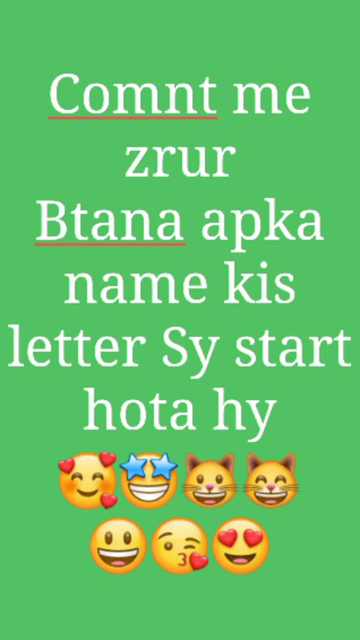 Comnt me
zrur
Btana apka
name kis
letter Sy start
hota hy
🥰🤩😺😸
😃😘😍